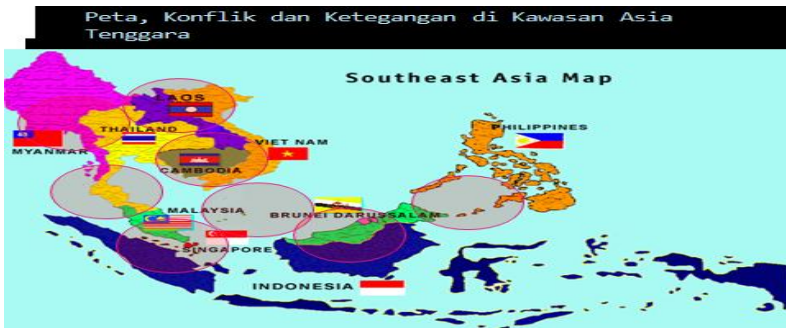 Peta, Konflik dan Ketegangan di Kawasan Asia
Tenggara
Southeast Asia Map
LAOS
PHILIPPINES
THAILAND
VIET NAM
MYANMAR
CAMBODIA
MALAYSIA
BRUNEI DARUSSALAM
SINGAPORE
INDONESIA